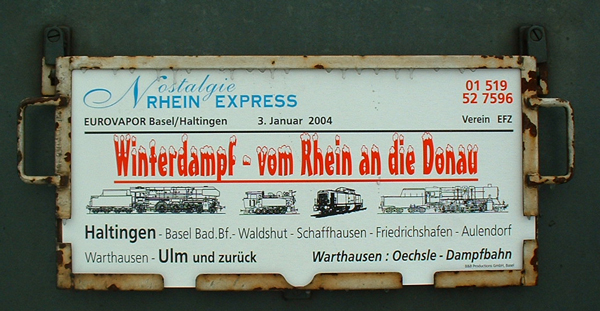 Nostalgie
RHEIN EXPRESS
01 519
52 7596
EUROVAPOR Basel/Haltingen 3. Januar 2004 Verein EFZ
Winterdampf - vom Rhein an die Donau
Haltingen - Basel Bad.Bf.- Waldshut - Schaffhausen - Friedrichshafen - Aulendorf
Warthausen - Ulm und zurück Warthausen : Oechsle - Dampfbahn